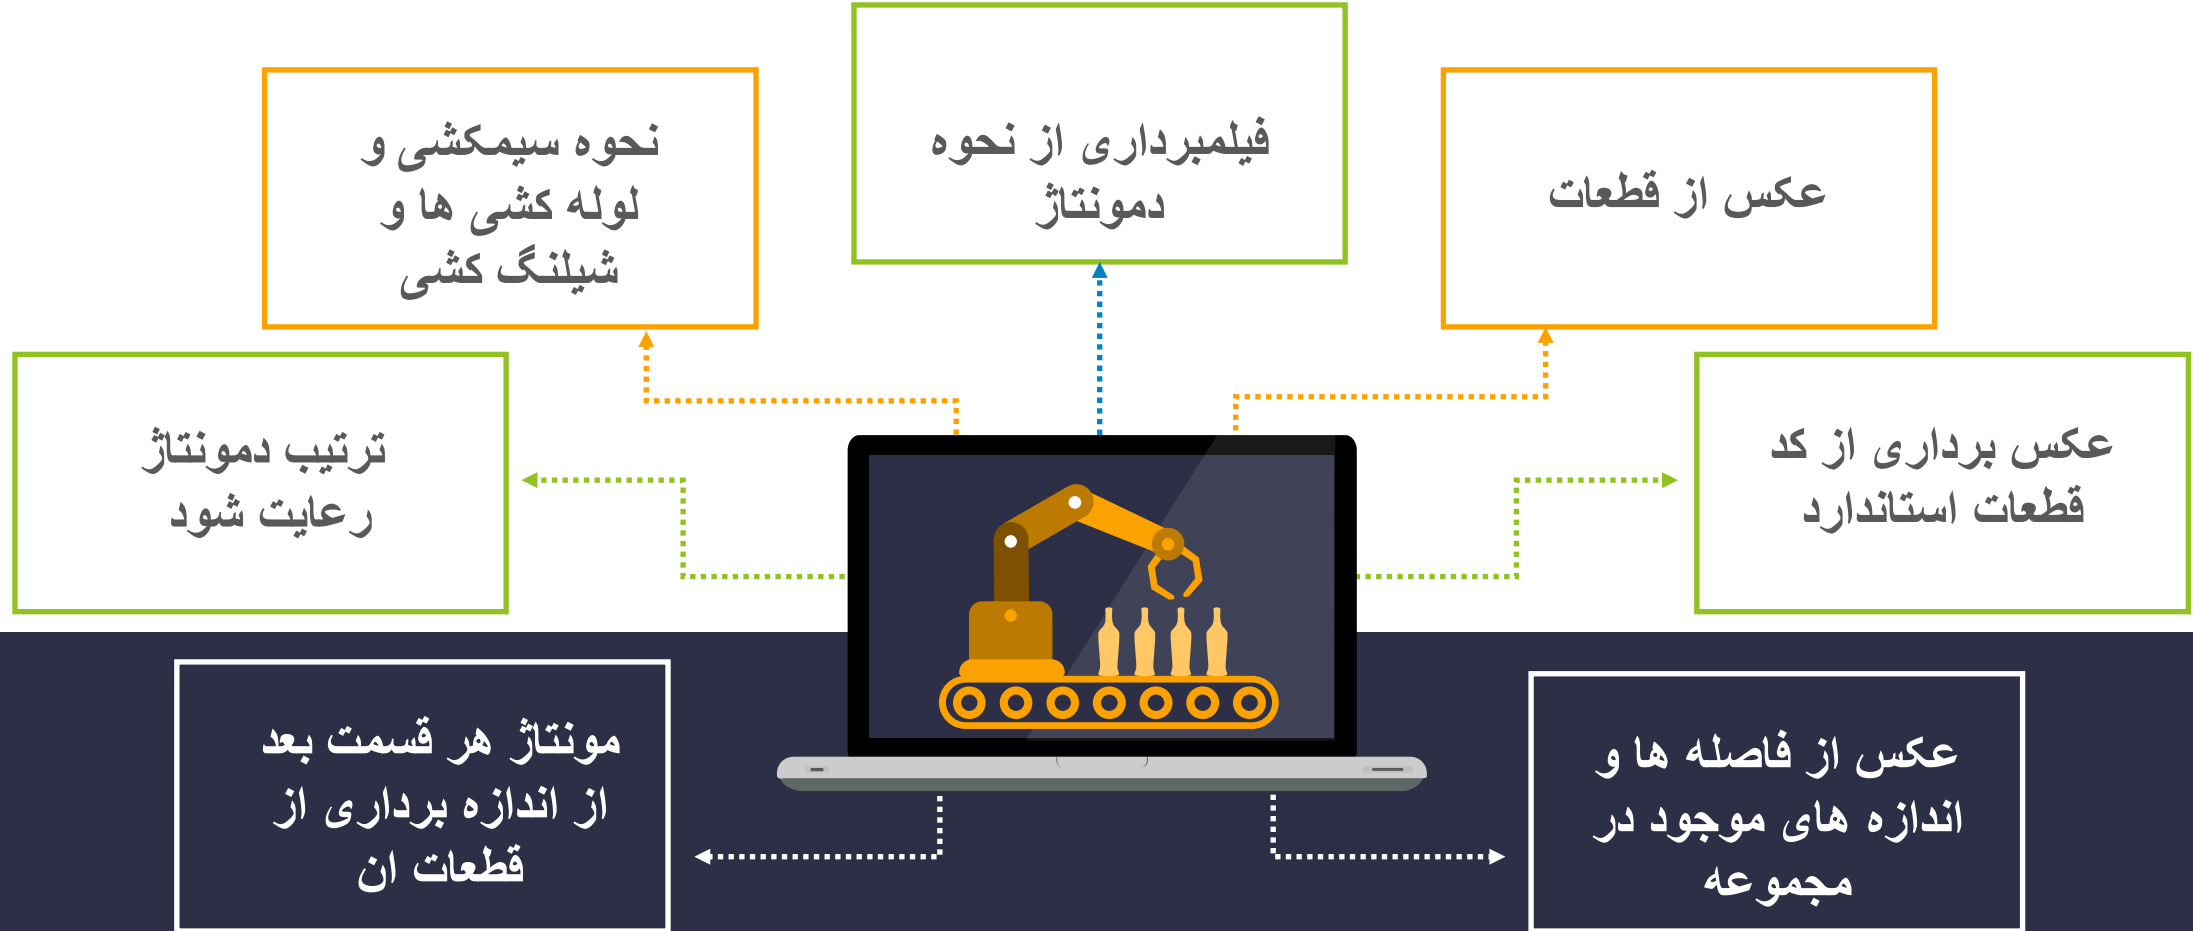 عکس از قطعات
فیلمبرداری از نحوه
دمونتاژ
نحوه سیمکشی و
لوله کشی ها و
شیلنگ کشی
عکس برداری از کد
قطعات استاندارد
ترتیب دمونتاژ
رعایت شود
عکس از فاصله ها و
اندازه های موجود در
مجموعه
مونتاژ هر قسمت بعد
از اندازه برداری از
قطعات ان